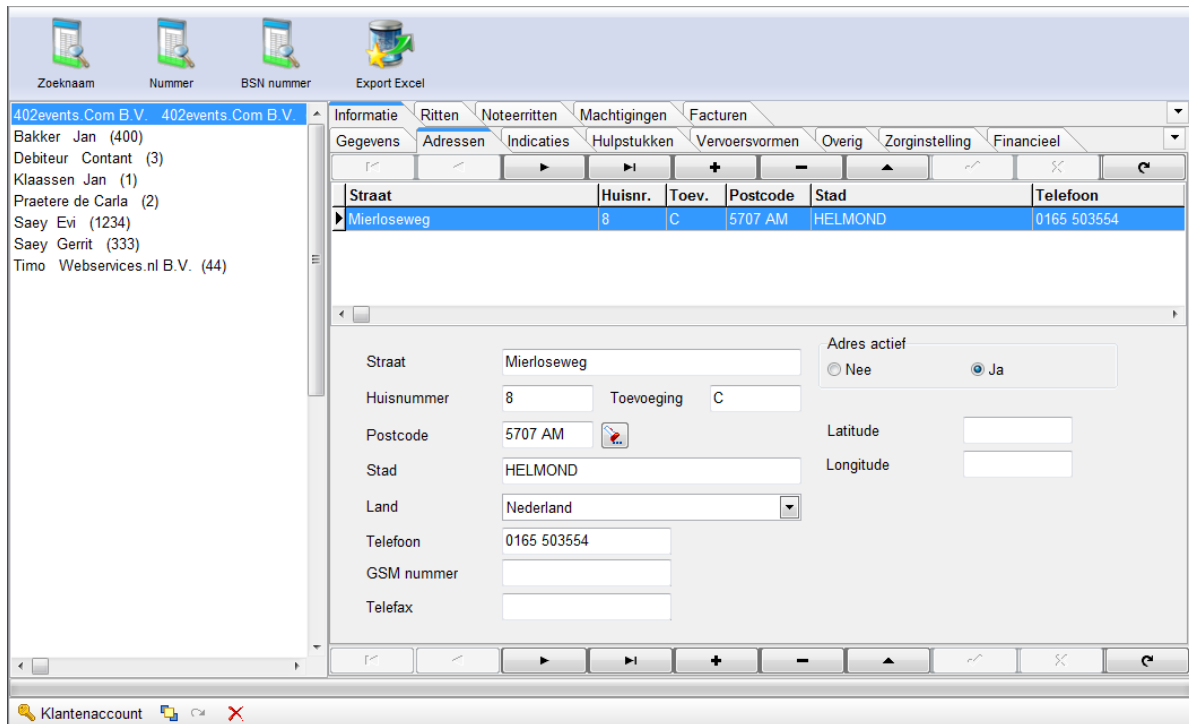 Zoeknaam Nummer BSN nummer Export Excel
402events.Com B.V. 402events.Com B.V.
Bakker Jan (400)
Debiteur Contant (3)
Klaassen Jan (1)
Praetere de Carla (2)
Saey Evi (1234)
Saey Gerrit (333)
Timo Webservices.nl B.V. (44)
Informatie Ritten Noteerritten Machtigingen Facturen
Gegevens Adressen Indicaties Hulpstukken Vervoersvormen Overig Zorginstelling Financieel
Straat Huisnr. Toev. Postcode Stad Telefoon
Mierloseweg 8 C 5707 AM HELMOND 0165 503554
Straat Mierloseweg
Huisnummer 8 Toevoeging C
Postcode 5707 AM
Stad HELMOND
Land Nederland
Telefoon 0165 503554
GSM nummer
Telefax
Adres actief
Nee Ja
Latitude
Longitude
Klantenaccount